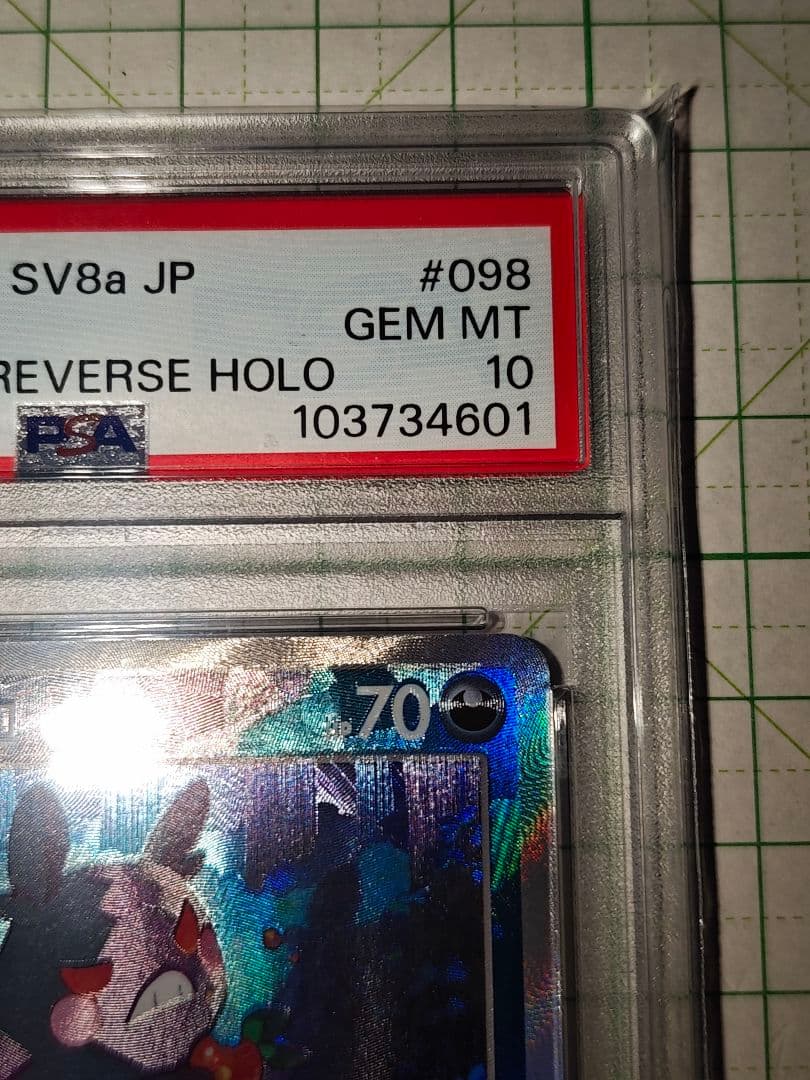 SV8a JP #098
GEM MT
REVERSE HOLO 10
PSA 103734601
70